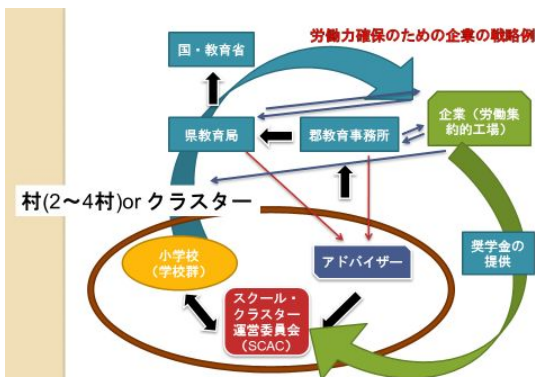 労働力確保のための企業の戦略例
国・教育省
企業（労働集
約的工場）
県教育局
郡教育事務所
村(2～4村)or クラスター
奨学金の
提供
小学校
（学校群）
アドバイザー
スクール・
クラスター
運営委員会
（SCAC）